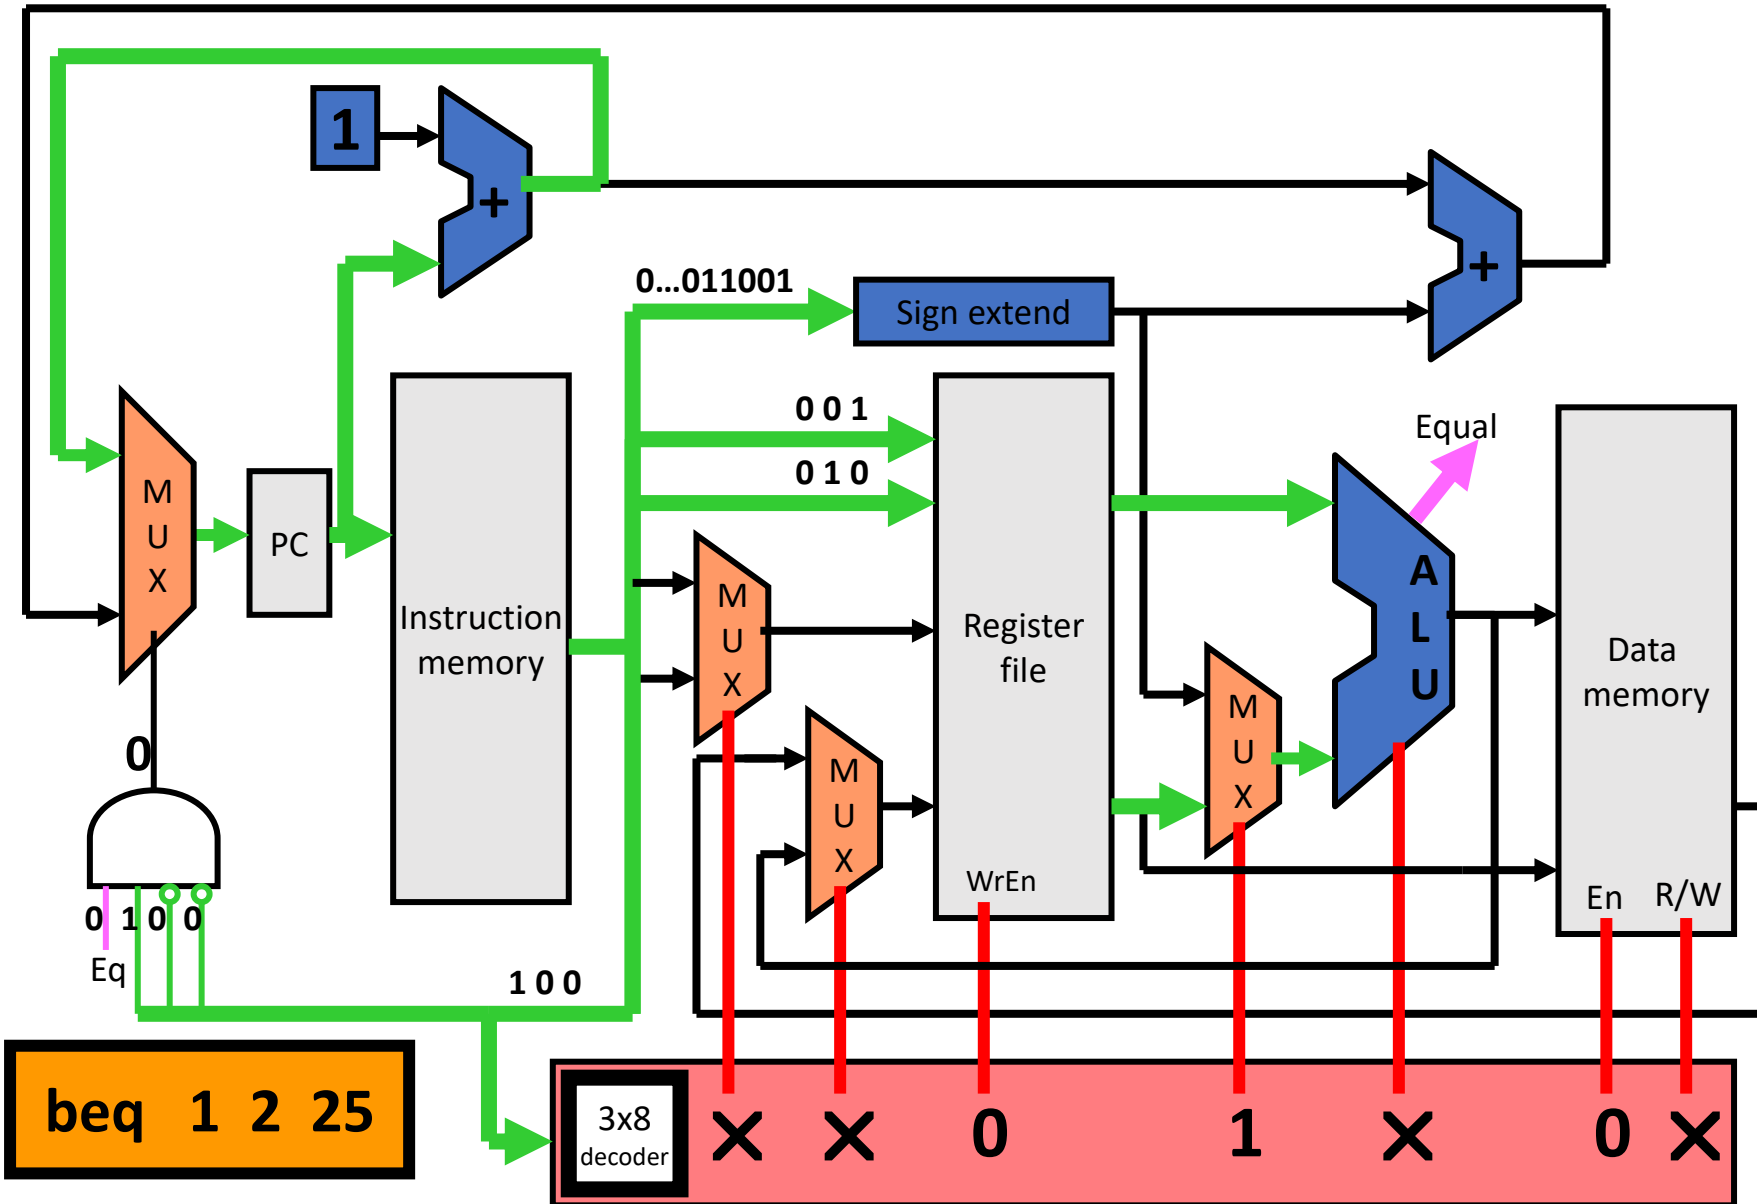 1
+
+
0...011001
Sign extend
0 0 1
0 1 0
Equal
M
U
X
PC
Instruction
memory
M
U
X
Register
file
A
L
U
Data
memory
M
U
X
M
U
X
0
WrEn
En R/W
0 1 0 0
Eq
1 0 0
beq 1 2 25
3x8
decoder
X X 0 1 X 0 X